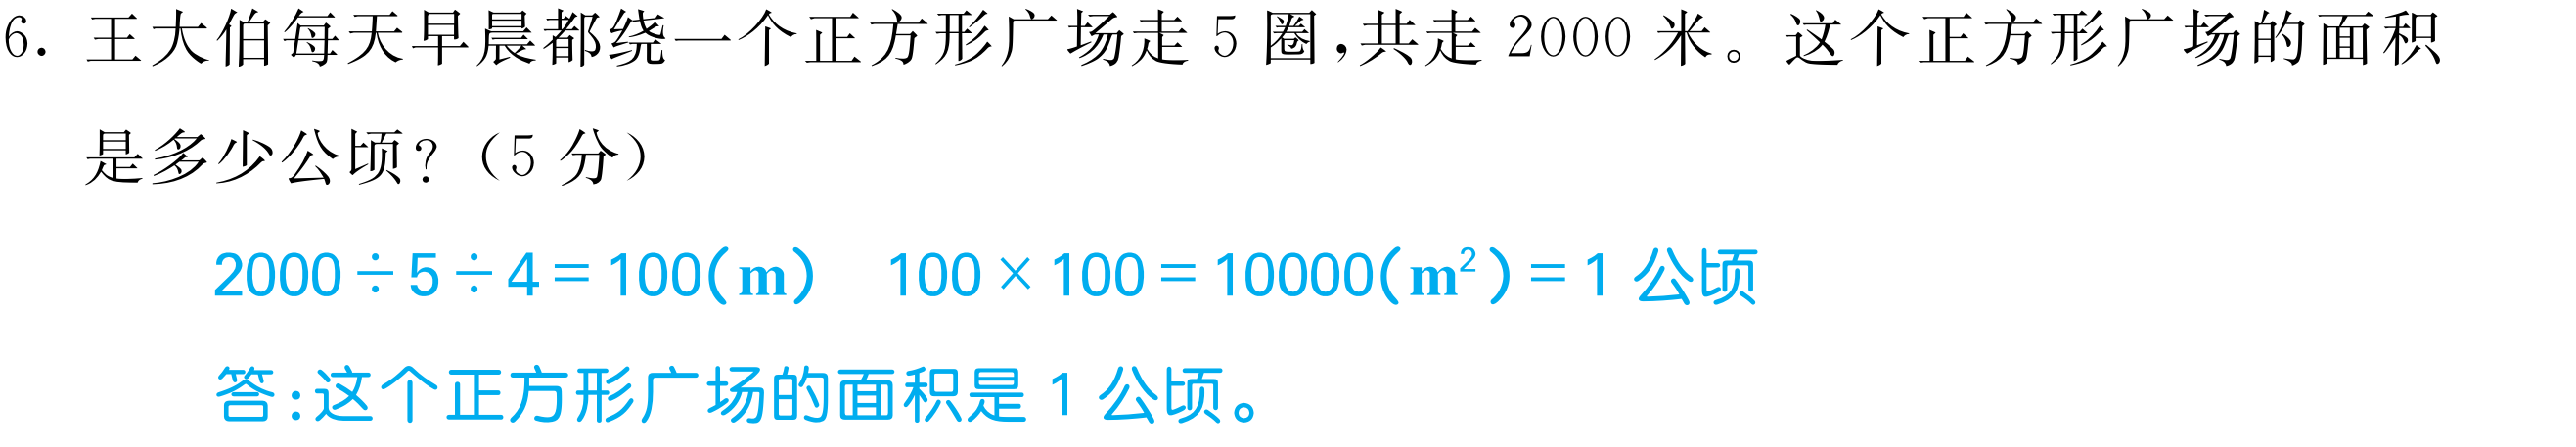 6. 王大伯每天早晨都绕一个正方形广场走 5 圈,共走 2000 米。这个正方形广场的面积
是多少公顷?(5 分)
2000÷5÷4=100(m) 100×100=10000(m²)=1 公顷
答:这个正方形广场的面积是 1 公顷。